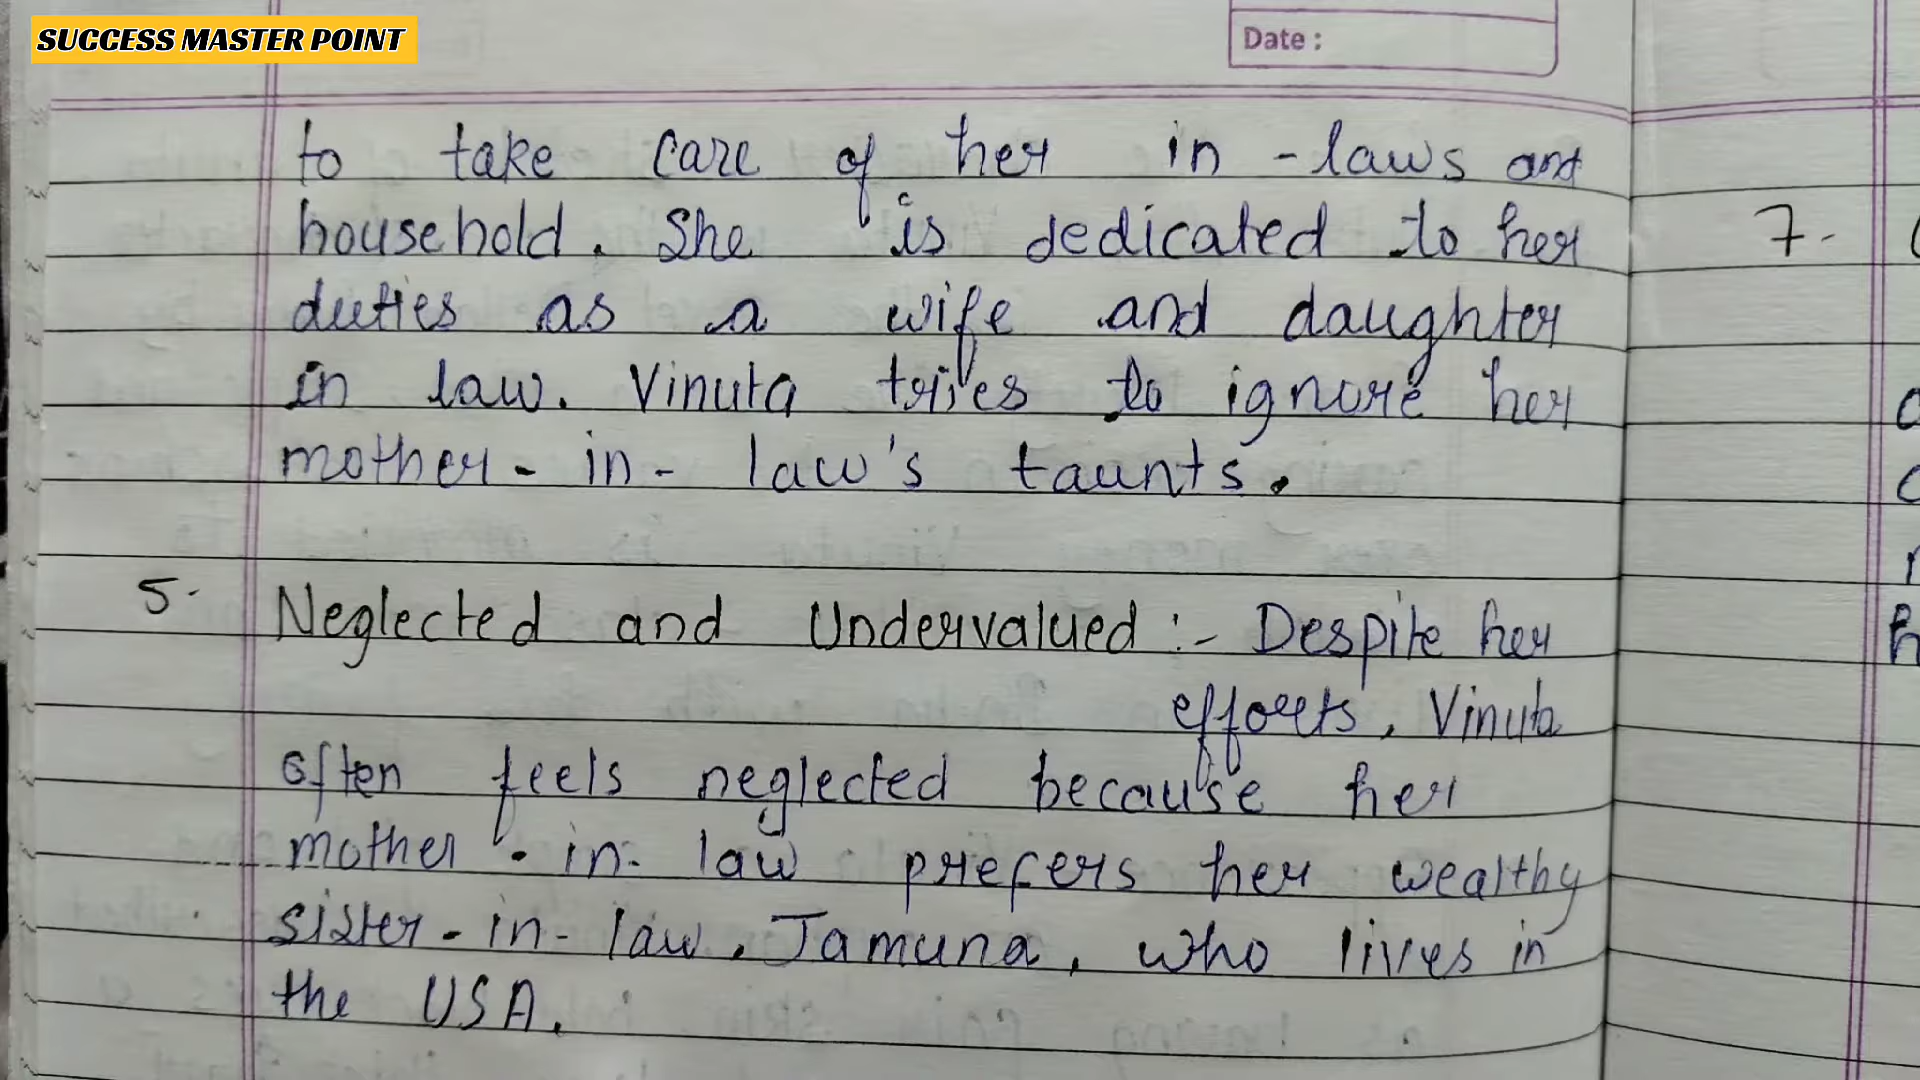 SUCCESS MASTER POINT
Date :
to take care of her in - laws and
household. She is dedicated to her
duties as a wife and daughter
in law. Vinuta tries to ignore her
mother - in - law's taunts.
5. Neglected and Undervalued :- Despite her
efforts, Vinuta
often feels neglected because her
mother - in - law prefers her wealthy
sister - in - law, Jamuna, who lives in
the USA.
7.